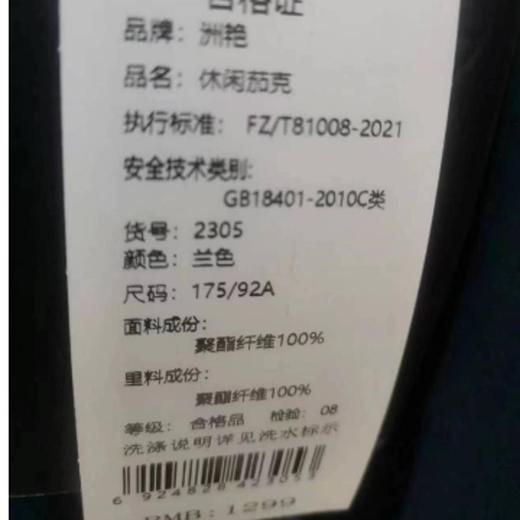 合格证
品牌：洲艳
品名：休闲茄克
执行标准：FZ/T81008-2021
安全技术类别:
GB18401-2010C类
货号：2305
颜色：兰色
尺码：175/92A
面料成份:
聚酯纤维100%
里料成份:
聚酯纤维100%
等级：合格品 检验：08
洗涤说明详见洗水标示
6 924828 423053
RMB：1299